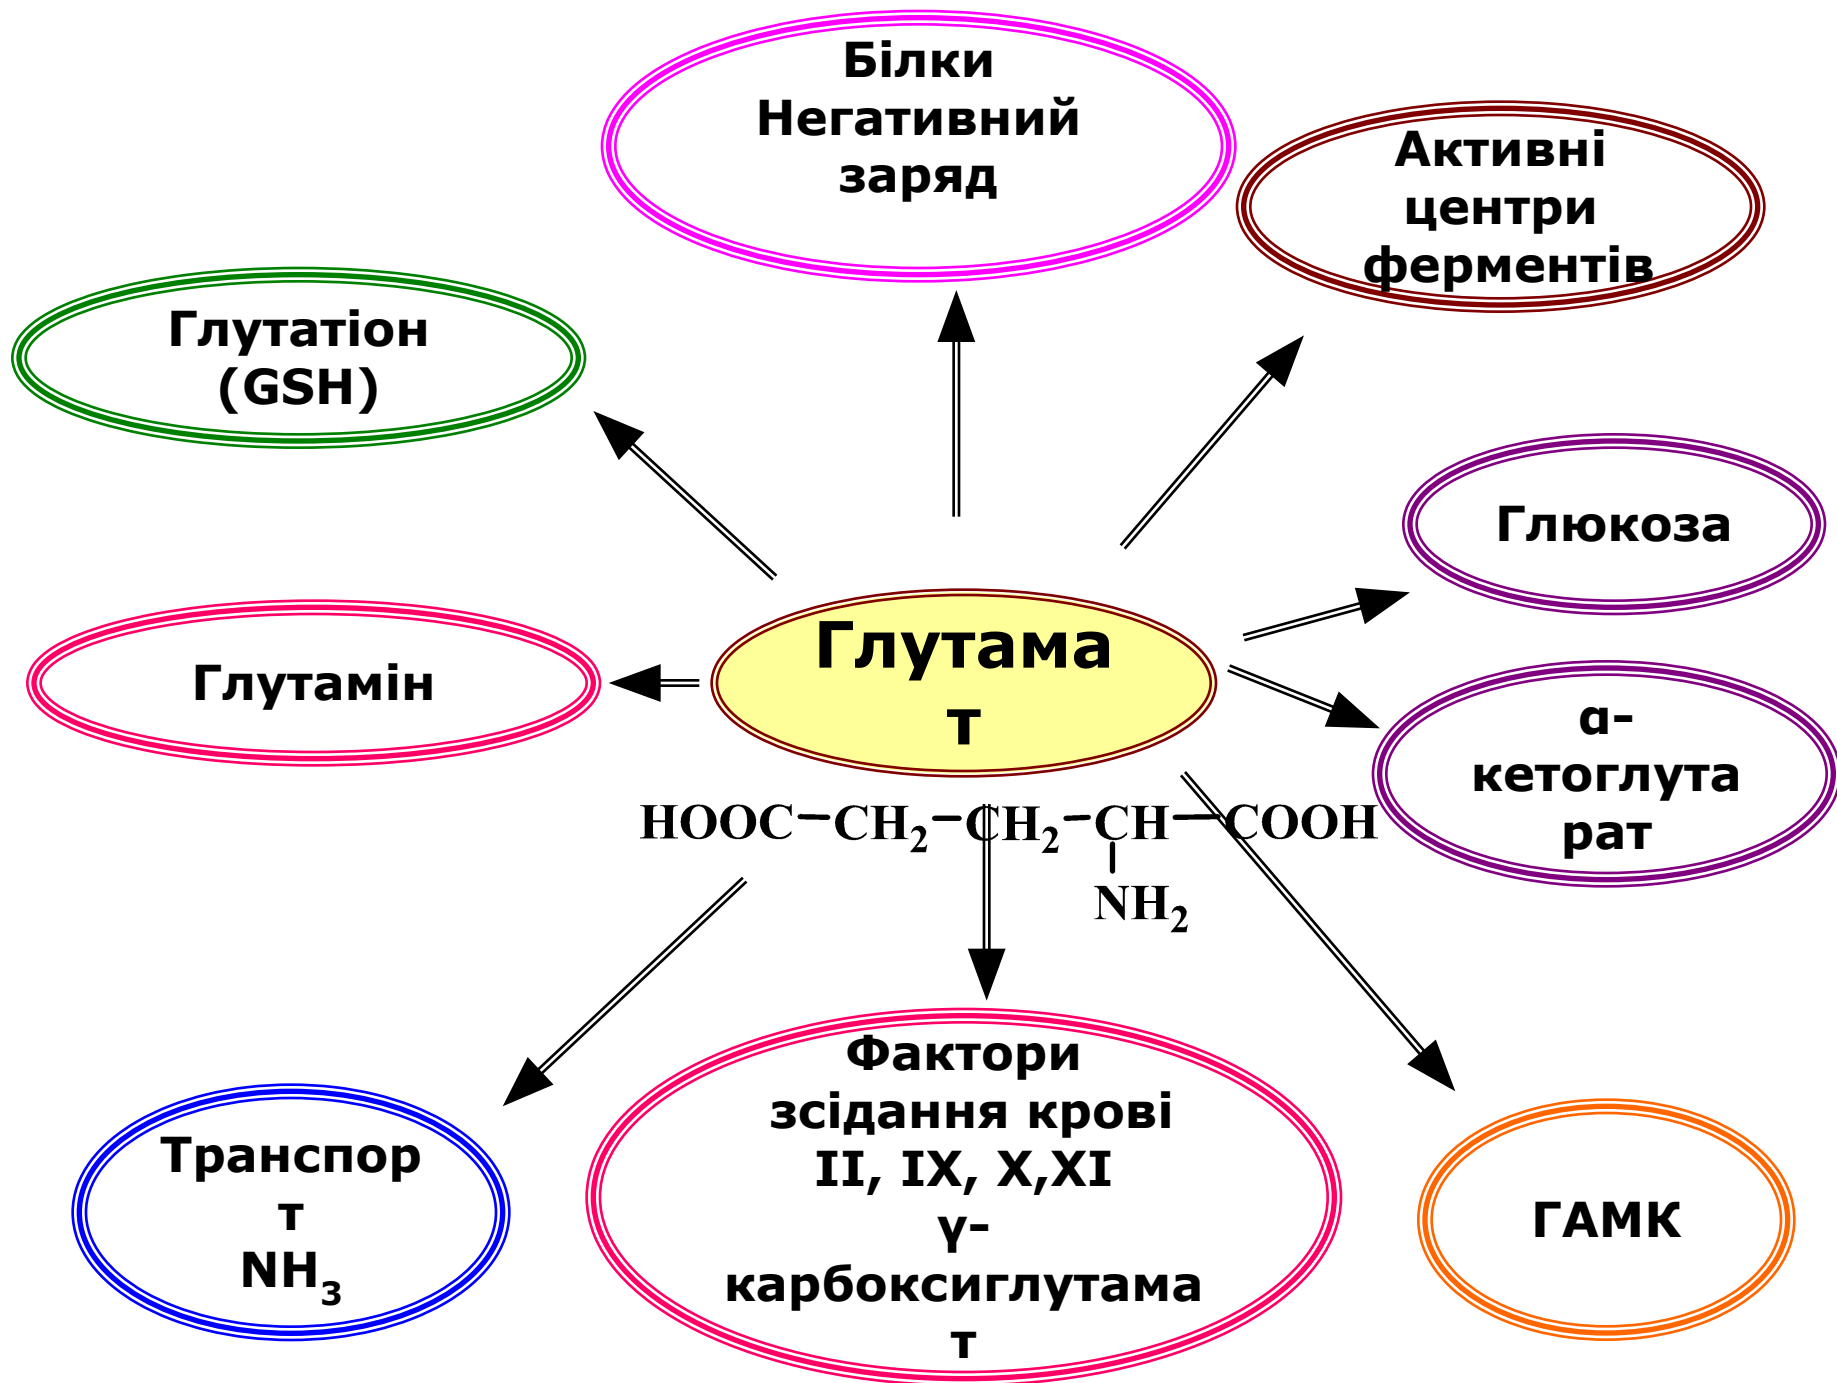 Білки
Негативний
заряд
Активні
центри
ферментів
Глутатіон
(GSH)
Глюкоза
Глутамін
Глутама
т
α–
кетоглута
рат
HOOC–CH₂–CH₂–CH–COOH
NH₂
Транспор
т
NH₃
Фактори
зсідання крові
II, IX, X,XI
γ–
карбоксиглутама
т
ГАМК